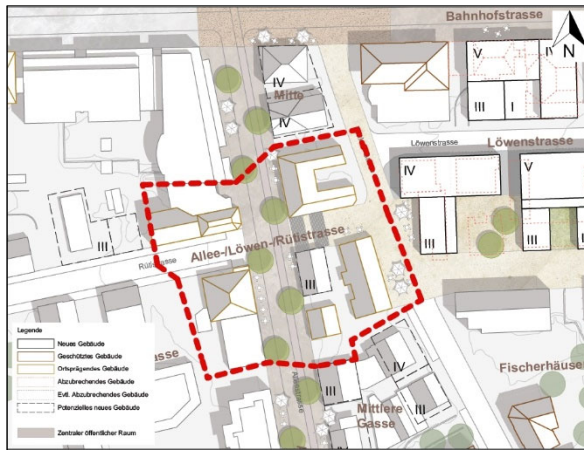 Bahnhofstrasse
N
V
IV
III
I
IV
Mitte
IV
Löwenstrasse
Löwenstrasse
IV
V
III
III
III
Allee-/Löwen-/Rütistrasse
Rütistrasse
III
Legende
Neues Gebäude
Geschütztes Gebäude
Ortsprägendes Gebäude
Abzubrechendes Gebäude
Evtl. Abzubrechendes Gebäude
Potenzielles neues Gebäude
Zentraler öffentlicher Raum
IV
III
III
Mittlere
Gasse
Fischerhäuse